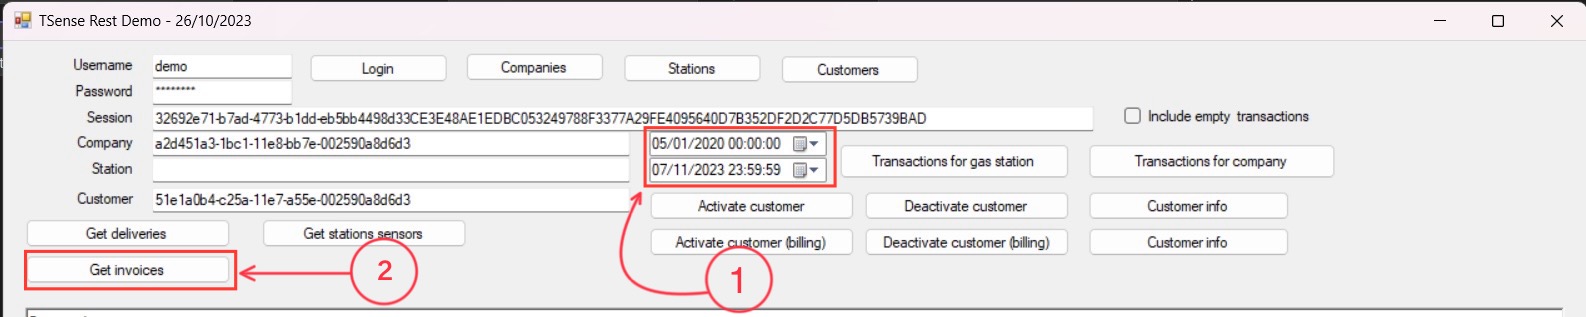 TSense Rest Demo - 26/10/2023
Username demo Login Companies Stations Customers
Password ********
Session 32692e71-b7ad-4773-b1dd-eb5bb4498d33CE3E48AE1EDBC053249788F3377A29FE4095640D7B352DF2D2C77D5DB5739BAD Include empty transactions
Company a2d451a3-1bc1-11e8-bb7e-002590a8d6d3 05/01/2020 00:00:00
Station 07/11/2023 23:59:59 Transactions for gas station Transactions for company
Customer 51e1a0b4-c25a-11e7-a55e-002590a8d6d3 Activate customer Deactivate customer Customer info
Get deliveries Get stations sensors Activate customer (billing) Deactivate customer (billing) Customer info
Get invoices 2 1